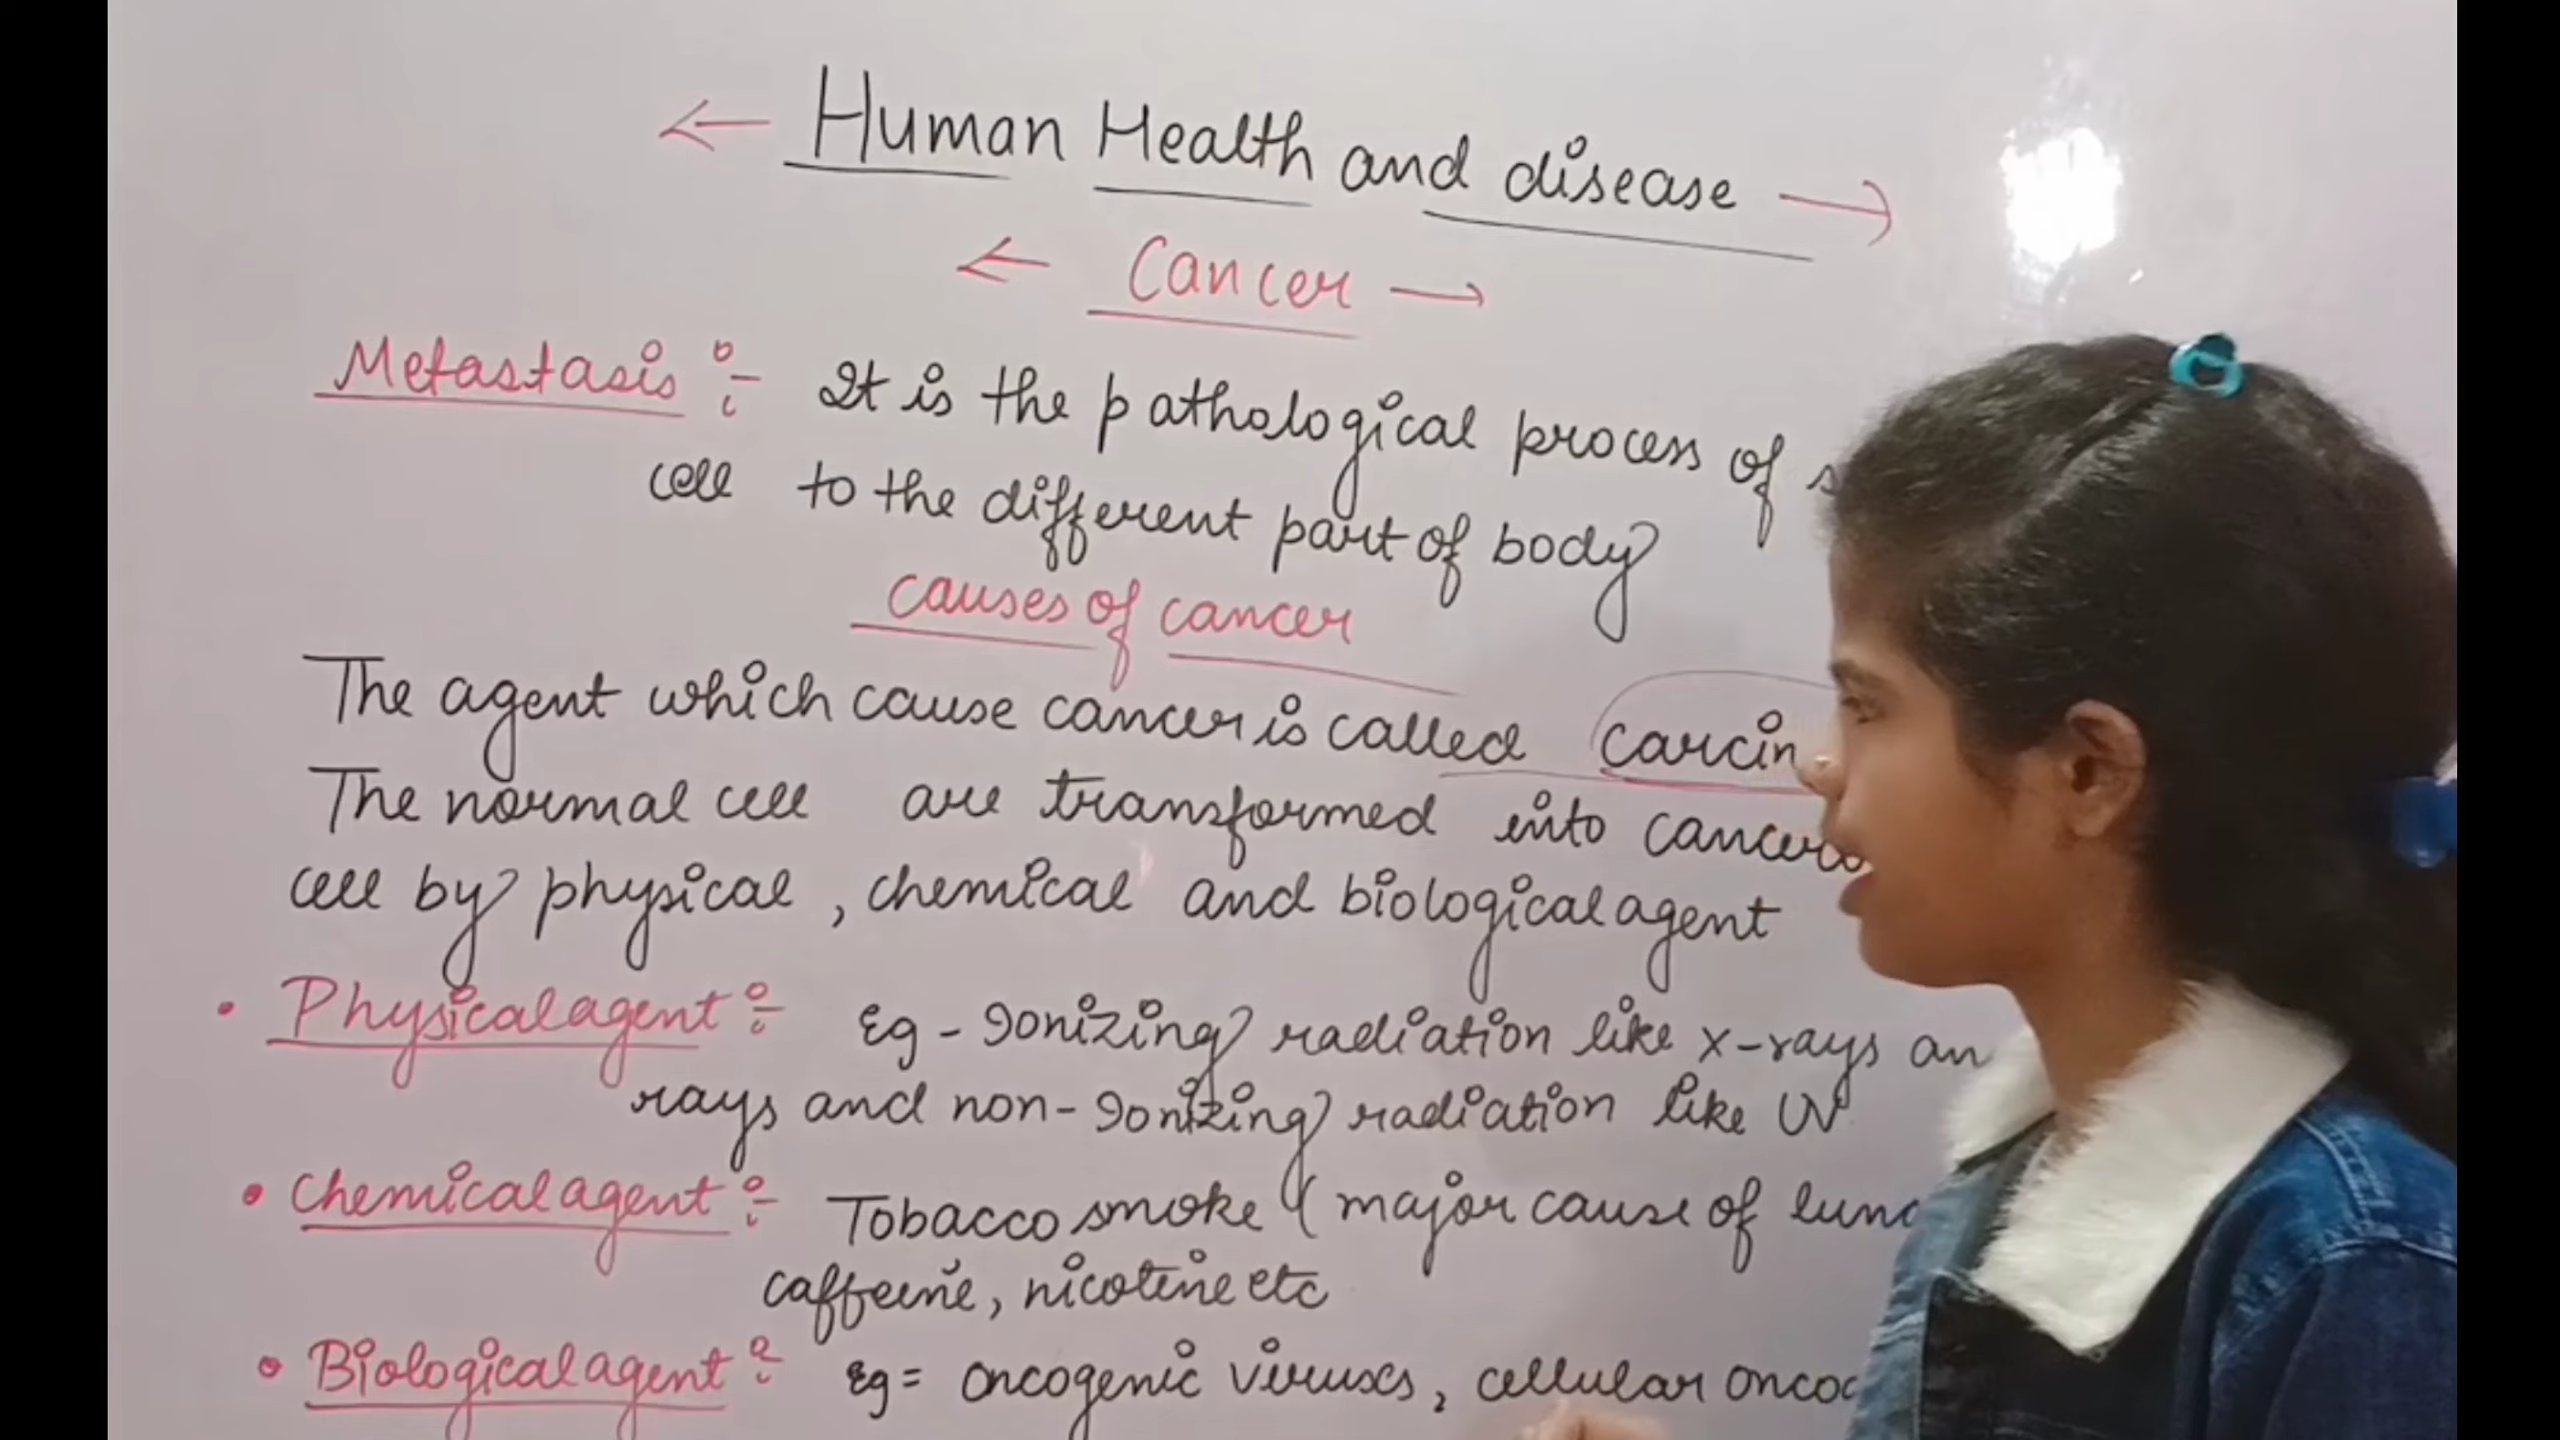 Human Health and disease
Cancer
Metastasis :- It is the pathological process of
cell to the different part of body
causes of cancer
The agent which cause cancer is called carcin
The normal cell are transformed into cancero
cell by physical, chemical and biological agent
• Physical agent :- Eg - Ionizing radiation like x-rays an
rays and non-Ionizing radiation like UV
• Chemical agent :- Tobacco smoke (major cause of lung
caffeine, nicotine etc
• Biological agent :- Eg = oncogenic viruses, cellular oncog